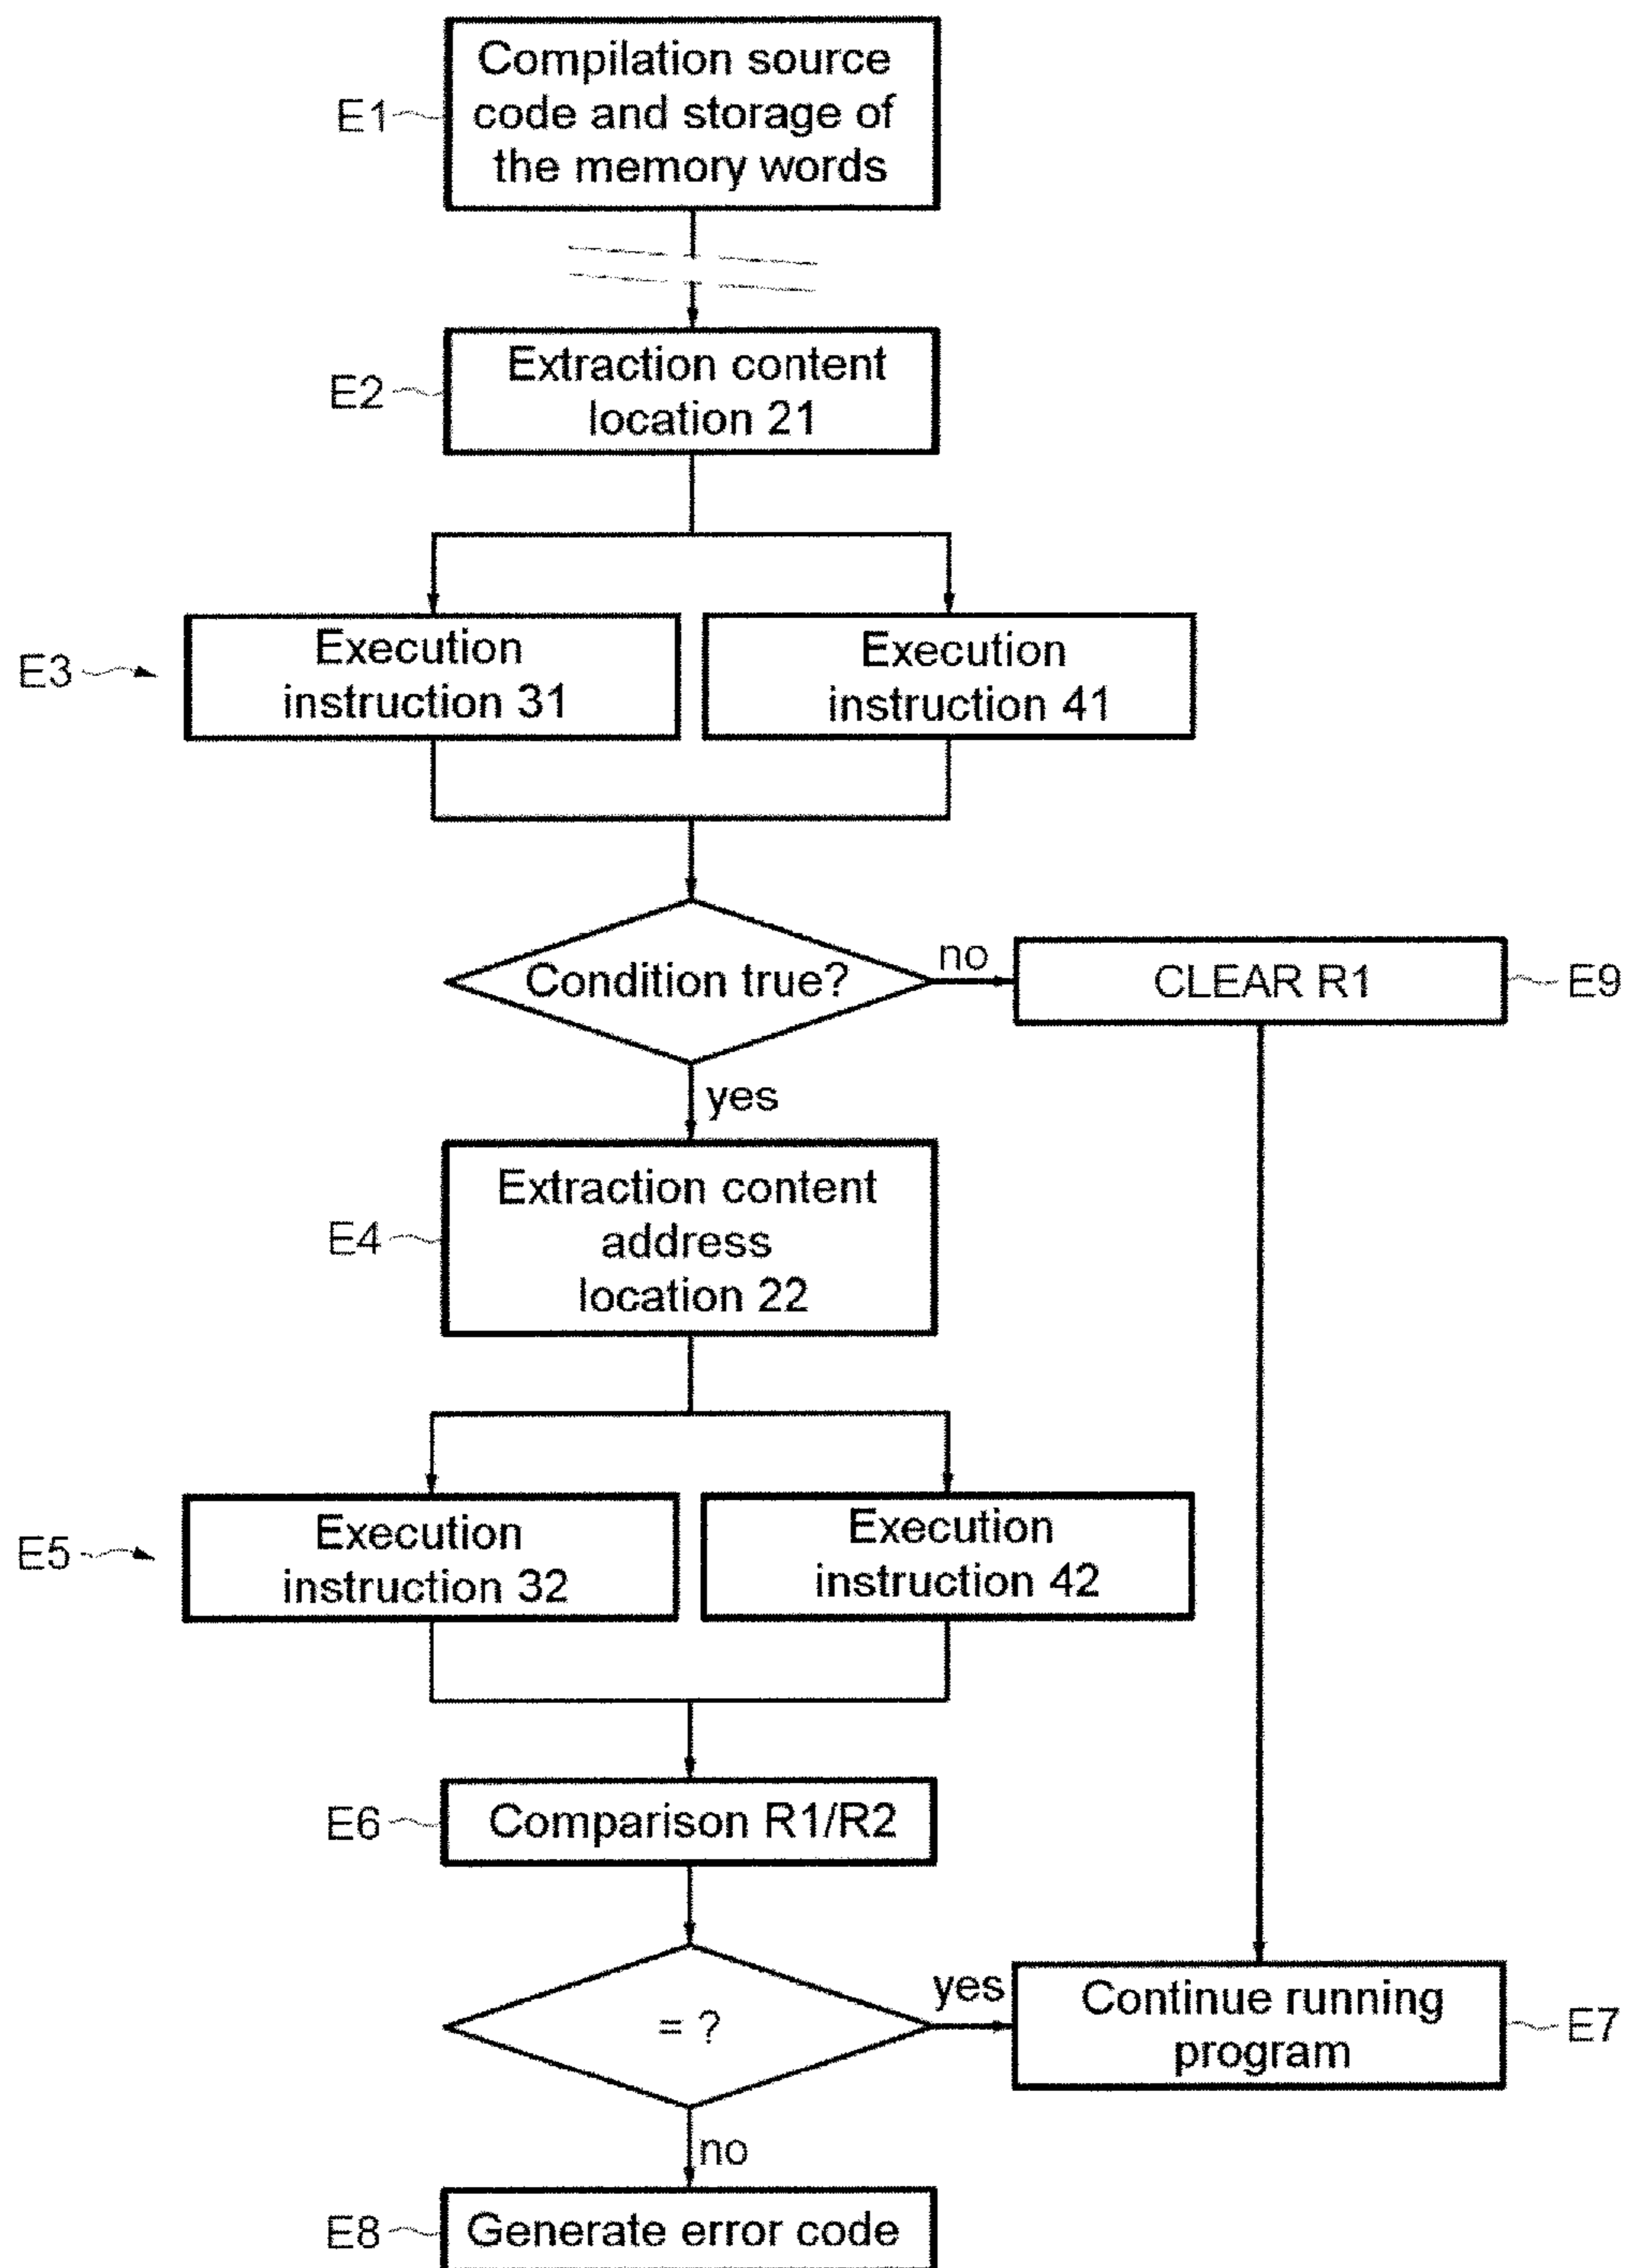 Compilation source
code and storage of
the memory words
E1
Extraction content
location 21
E2
Execution
instruction 31
Execution
instruction 41
E3
Condition true?
no
CLEAR R1
E9
yes
Extraction content
address
location 22
E4
Execution
instruction 32
Execution
instruction 42
E5
Comparison R1/R2
E6
= ?
yes
Continue running
program
E7
no
Generate error code
E8